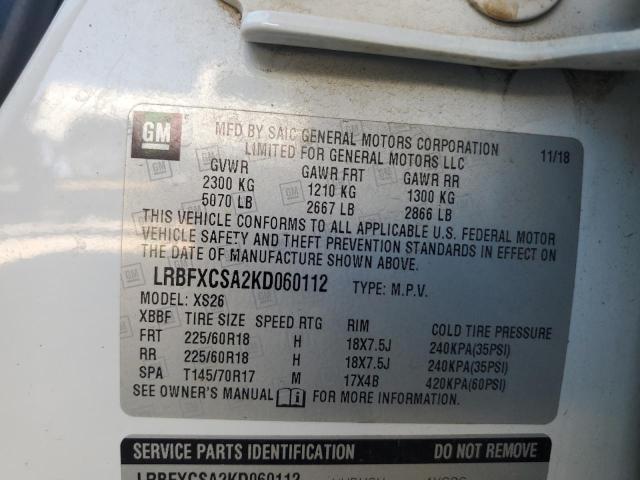 GM
MFD BY SAIC GENERAL MOTORS CORPORATION
LIMITED FOR GENERAL MOTORS LLC 11/18
GVWR GAWR FRT GAWR RR
2300 KG 1210 KG 1300 KG
5070 LB 2667 LB 2866 LB
THIS VEHICLE CONFORMS TO ALL APPLICABLE U.S. FEDERAL MOTOR
VEHICLE SAFETY AND THEFT PREVENTION STANDARDS IN EFFECT ON
THE DATE OF MANUFACTURE SHOWN ABOVE.
LRBFXCSA2KD060112 TYPE: M.P.V.
MODEL: XS26
XBBF TIRE SIZE SPEED RTG RIM COLD TIRE PRESSURE
FRT 225/60R18 H 18X7.5J 240KPA(35PSI)
RR 225/60R18 H 18X7.5J 240KPA(35PSI)
SPA T145/70R17 M 17X4B 420KPA(60PSI)
SEE OWNER'S MANUAL FOR MORE INFORMATION.
SERVICE PARTS IDENTIFICATION DO NOT REMOVE
LRBFXCSA2KD060112